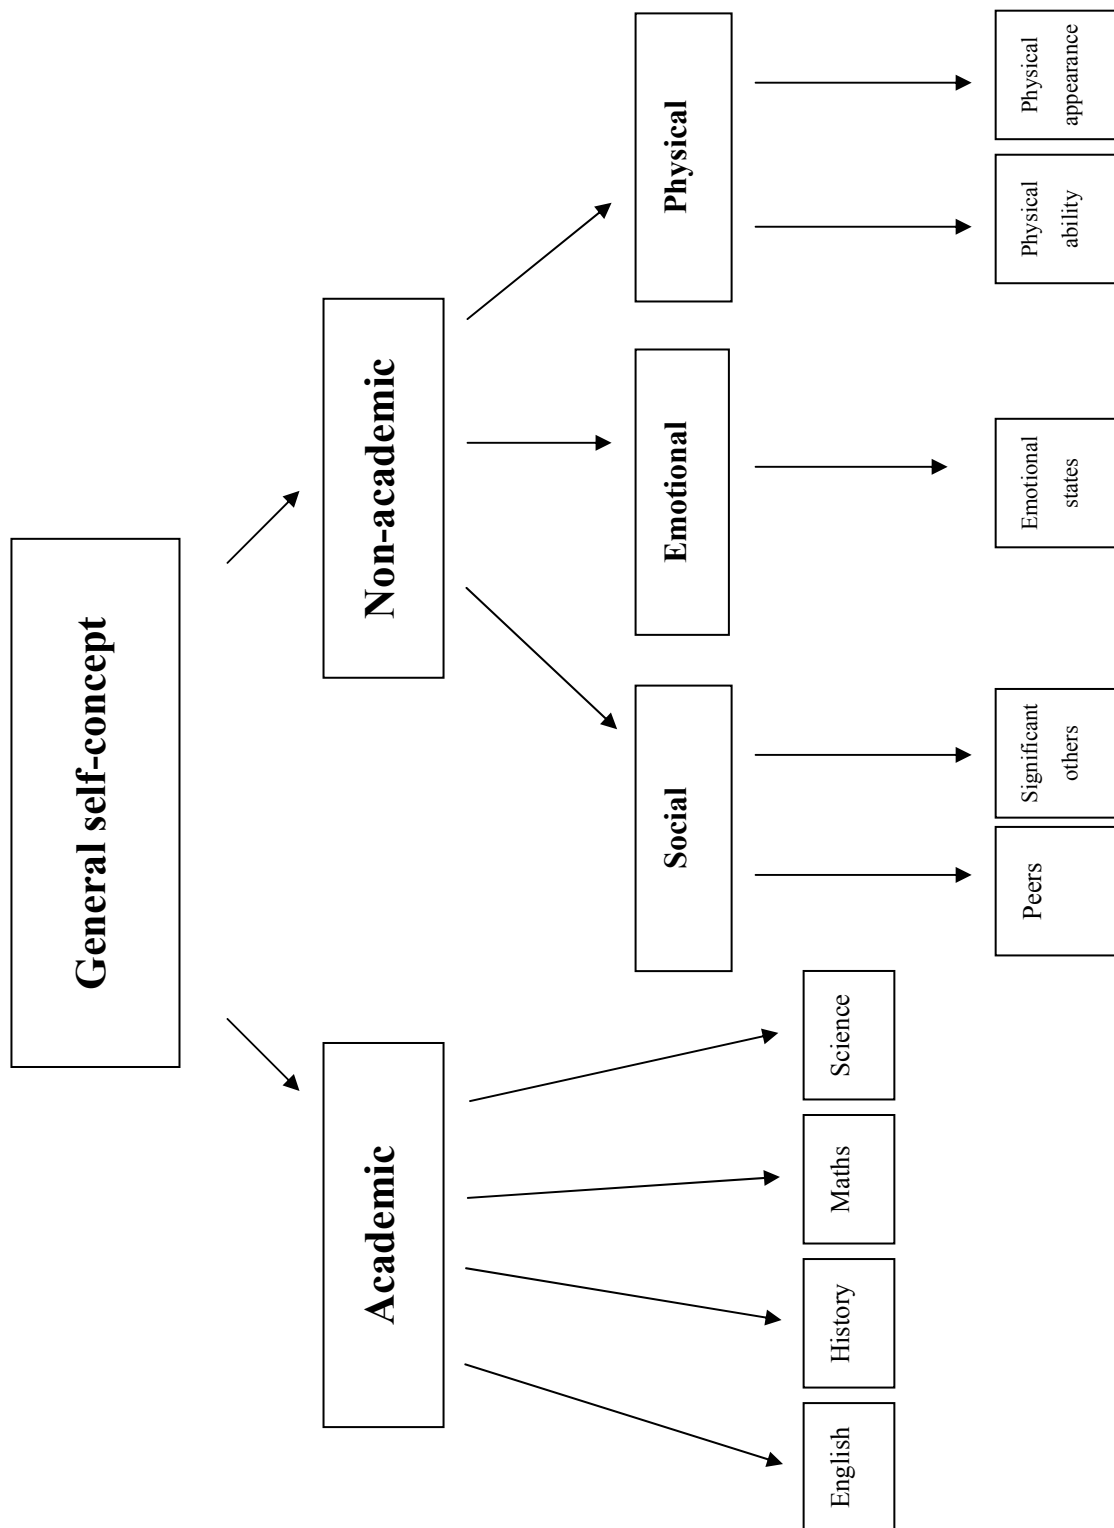 General self-concept
Academic
Non-academic
Social
Emotional
Physical
English
History
Maths
Science
Peers
Significant
others
Emotional
states
Physical
ability
Physical
appearance